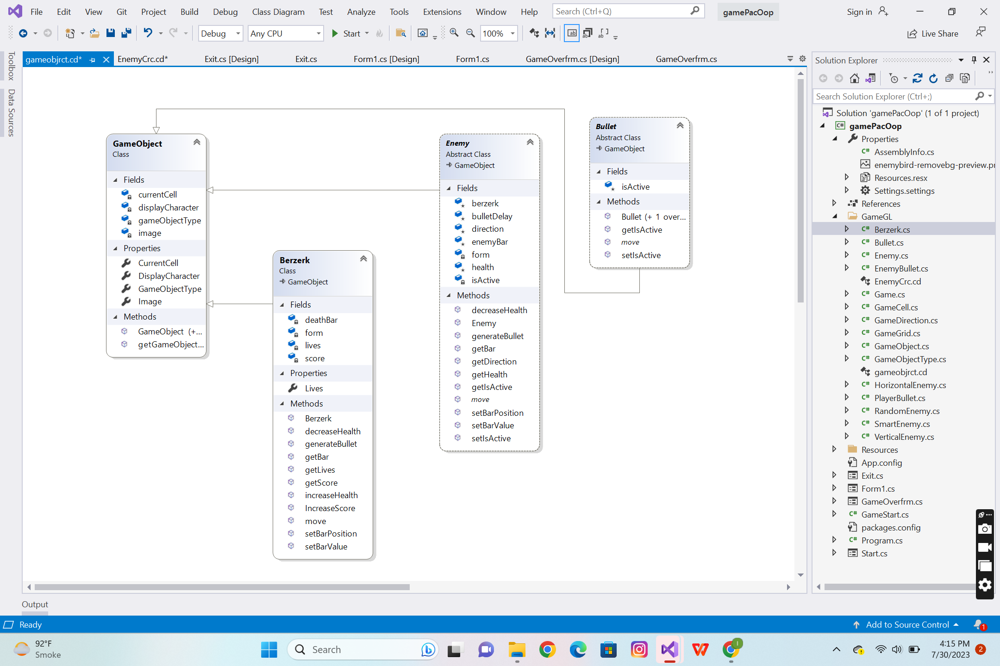 File Edit View Git Project Build Debug Class Diagram Test Analyze Tools Extensions Window Help Search (Ctrl+Q) gamePacOop Sign in
Debug Any CPU Start 100% Live Share
Toolbox
Data Sources
gameobjrct.cd* EnemyCrc.cd* Exit.cs [Design] Exit.cs Form1.cs [Design] Form1.cs GameOverfrm.cs [Design] GameOverfrm.cs
GameObject
Class
Fields
currentCell
displayCharacter
gameObjectType
image
Properties
CurrentCell
DisplayCharacter
GameObjectType
Image
Methods
GameObject (+...
getGameObject...
Berzerk
Class
GameObject
Fields
deathBar
form
lives
score
Properties
Lives
Methods
Berzerk
decreaseHealth
generateBullet
getBar
getLives
getScore
increaseHealth
IncreaseScore
move
setBarPosition
setBarValue
Enemy
Abstract Class
GameObject
Fields
berzerk
bulletDelay
direction
enemyBar
form
health
isActive
Methods
decreaseHealth
Enemy
generateBullet
getBar
getDirection
getHealth
getIsActive
move
setBarPosition
setBarValue
setIsActive
Bullet
Abstract Class
GameObject
Fields
isActive
Methods
Bullet (+ 1 over...
getIsActive
move
setIsActive
Solution Explorer
Search Solution Explorer (Ctrl+;)
Solution 'gamePacOop' (1 of 1 project)
C# gamePacOop
Properties
C# AssemblyInfo.cs
enemybird-removebg-preview.pr
Resources.resx
Settings.settings
References
GameGL
C# Berzerk.cs
C# Bullet.cs
C# Enemy.cs
C# EnemyBullet.cs
EnemyCrc.cd
C# Game.cs
C# GameCell.cs
C# GameDirection.cs
C# GameGrid.cs
C# GameObject.cs
C# GameObjectType.cs
gameobjrct.cd
C# HorizontalEnemy.cs
C# PlayerBullet.cs
C# RandomEnemy.cs
C# SmartEnemy.cs
C# VerticalEnemy.cs
Resources
App.config
Exit.cs
Form1.cs
GameOverfrm.cs
C# GameStart.cs
packages.config
C# Program.cs
Start.cs
Output
Ready Add to Source Control 1
92°F
Smoke
Search
4:15 PM
7/30/2023
2